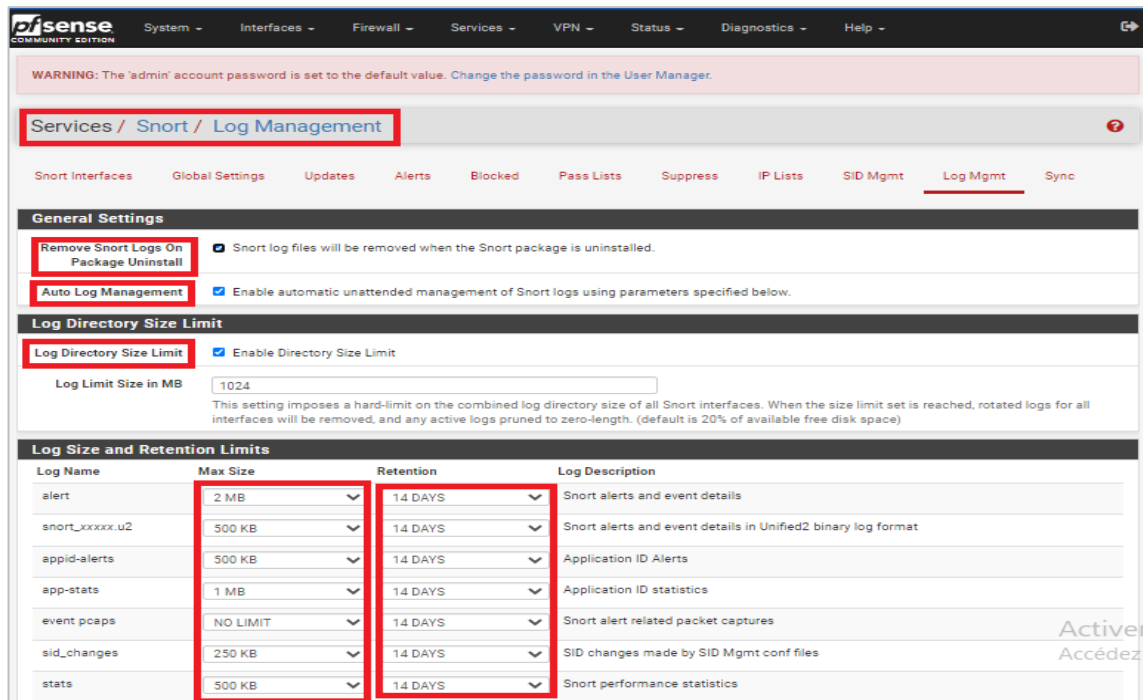 pfsense
COMMUNITY EDITION
System Interfaces Firewall Services VPN Status Diagnostics Help
WARNING: The 'admin' account password is set to the default value. Change the password in the User Manager.
Services / Snort / Log Management
Snort Interfaces Global Settings Updates Alerts Blocked Pass Lists Suppress IP Lists SID Mgmt Log Mgmt Sync
General Settings
Remove Snort Logs On
Package Uninstall
Snort log files will be removed when the Snort package is uninstalled.
Auto Log Management Enable automatic unattended management of Snort logs using parameters specified below.
Log Directory Size Limit
Log Directory Size Limit Enable Directory Size Limit
Log Limit Size in MB 1024
This setting imposes a hard-limit on the combined log directory size of all Snort interfaces. When the size limit set is reached, rotated logs for all
interfaces will be removed, and any active logs pruned to zero-length. (default is 20% of available free disk space)
Log Size and Retention Limits
Log Name Max Size Retention Log Description
alert 2 MB 14 DAYS Snort alerts and event details
snort_xxxxx.u2 500 KB 14 DAYS Snort alerts and event details in Unified2 binary log format
appid-alerts 500 KB 14 DAYS Application ID Alerts
app-stats 1 MB 14 DAYS Application ID statistics
event pcaps NO LIMIT 14 DAYS Snort alert related packet captures
Activer
sid_changes 250 KB 14 DAYS SID changes made by SID Mgmt conf files
Accédez
stats 500 KB 14 DAYS Snort performance statistics